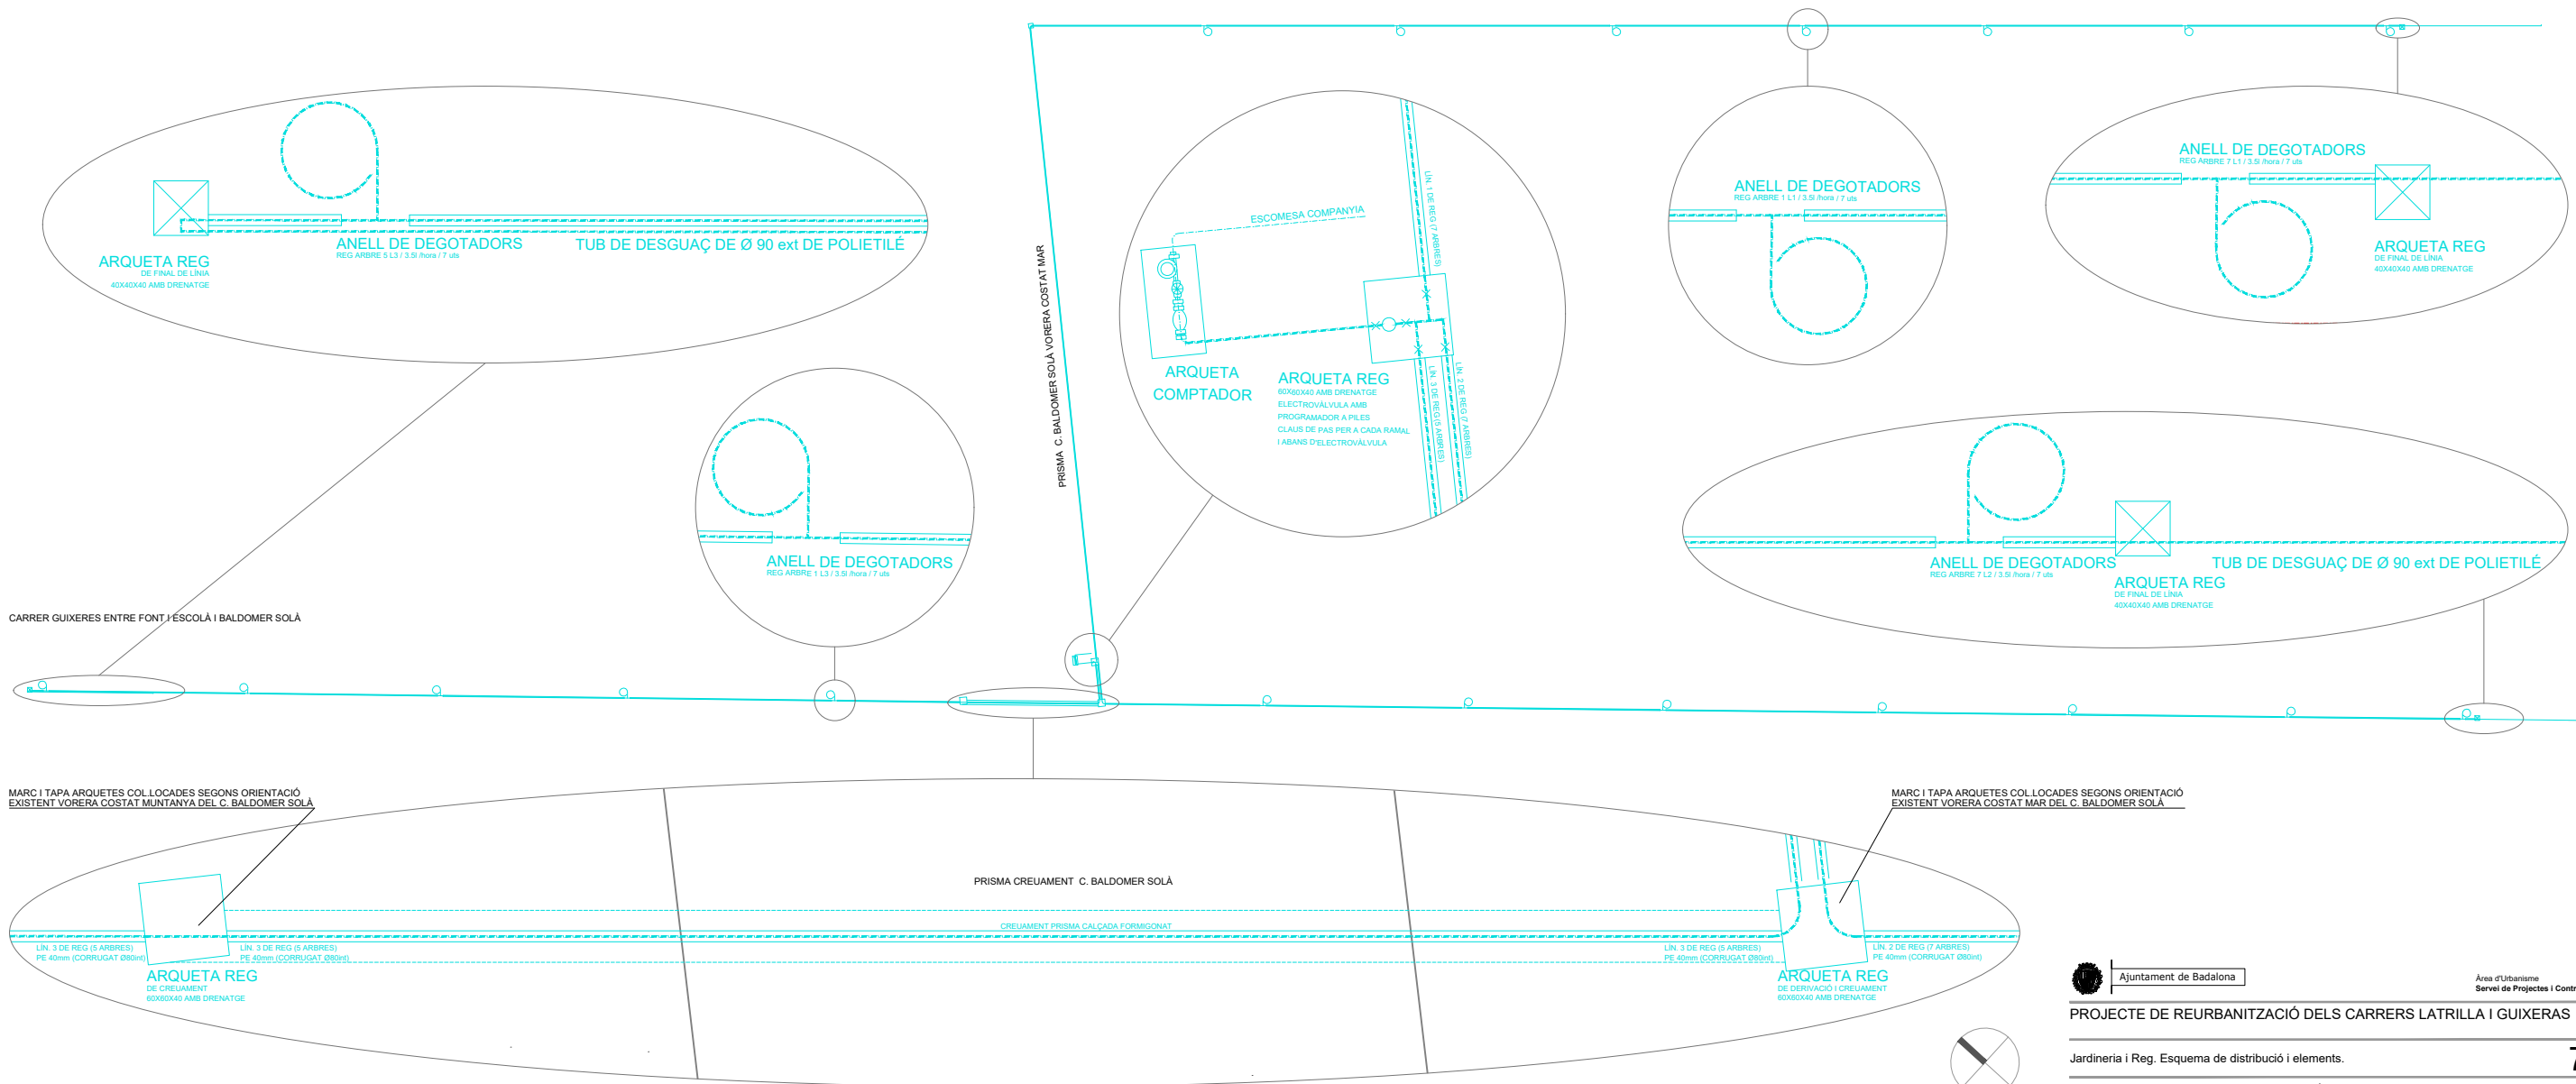 ANELL DE DEGOTADORS
REG ARBRE 5 L3 / 3.5l /hora / 7 uts
TUB DE DESGUAÇ DE Ø 90 ext DE POLIETILÉ
ARQUETA REG
DE FINAL DE LÍNIA
40X40X40 AMB DRENATGE
PRISMA C. BALDOMER SOLÀ VORERA COSTAT MAR
ESCOMESA COMPANYIA
LÍN. 1 DE REG (7 ARBRES)
ARQUETA
COMPTADOR
ARQUETA REG
60X60X40 AMB DRENATGE
ELECTROVÀLVULA AMB
PROGRAMADOR A PILES
CLAUS DE PAS PER A CADA RAMAL
I ABANS D'ELECTROVÀLVULA
LÍN. 3 DE REG (5 ARBRES)
LÍN. 2 DE REG (7 ARBRES)
ANELL DE DEGOTADORS
REG ARBRE 1 L1 / 3.5l /hora / 7 uts
ANELL DE DEGOTADORS
REG ARBRE 7 L1 / 3.5l /hora / 7 uts
ARQUETA REG
DE FINAL DE LÍNIA
40X40X40 AMB DRENATGE
ANELL DE DEGOTADORS
REG ARBRE 1 L3 / 3.5l /hora / 7 uts
ANELL DE DEGOTADORS
REG ARBRE 7 L2 / 3.5l /hora / 7 uts
TUB DE DESGUAÇ DE Ø 90 ext DE POLIETILÉ
ARQUETA REG
DE FINAL DE LÍNIA
40X40X40 AMB DRENATGE
CARRER GUIXERES ENTRE FONT I ESCOLÀ I BALDOMER SOLÀ
MARC I TAPA ARQUETES COL.LOCADES SEGONS ORIENTACIÓ
EXISTENT VORERA COSTAT MUNTANYA DEL C. BALDOMER SOLÀ
MARC I TAPA ARQUETES COL.LOCADES SEGONS ORIENTACIÓ
EXISTENT VORERA COSTAT MAR DEL C. BALDOMER SOLÀ
PRISMA CREUAMENT C. BALDOMER SOLÀ
CREUAMENT PRISMA CALÇADA FORMIGONAT
LÍN. 3 DE REG (5 ARBRES)
PE 40mm (CORRUGAT Ø80int)
LÍN. 3 DE REG (5 ARBRES)
PE 40mm (CORRUGAT Ø80int)
LÍN. 3 DE REG (5 ARBRES)
PE 40mm (CORRUGAT Ø80int)
LÍN. 2 DE REG (7 ARBRES)
PE 40mm (CORRUGAT Ø80int)
ARQUETA REG
DE CREUAMENT
60X60X40 AMB DRENATGE
ARQUETA REG
DE DERIVACIÓ I CREUAMENT
60X60X40 AMB DRENATGE
Ajuntament de Badalona
Àrea d'Urbanisme
Servei de Projectes i Contr
PROJECTE DE REURBANITZACIÓ DELS CARRERS LATRILLA I GUIXERAS
Jardineria i Reg. Esquema de distribució i elements.